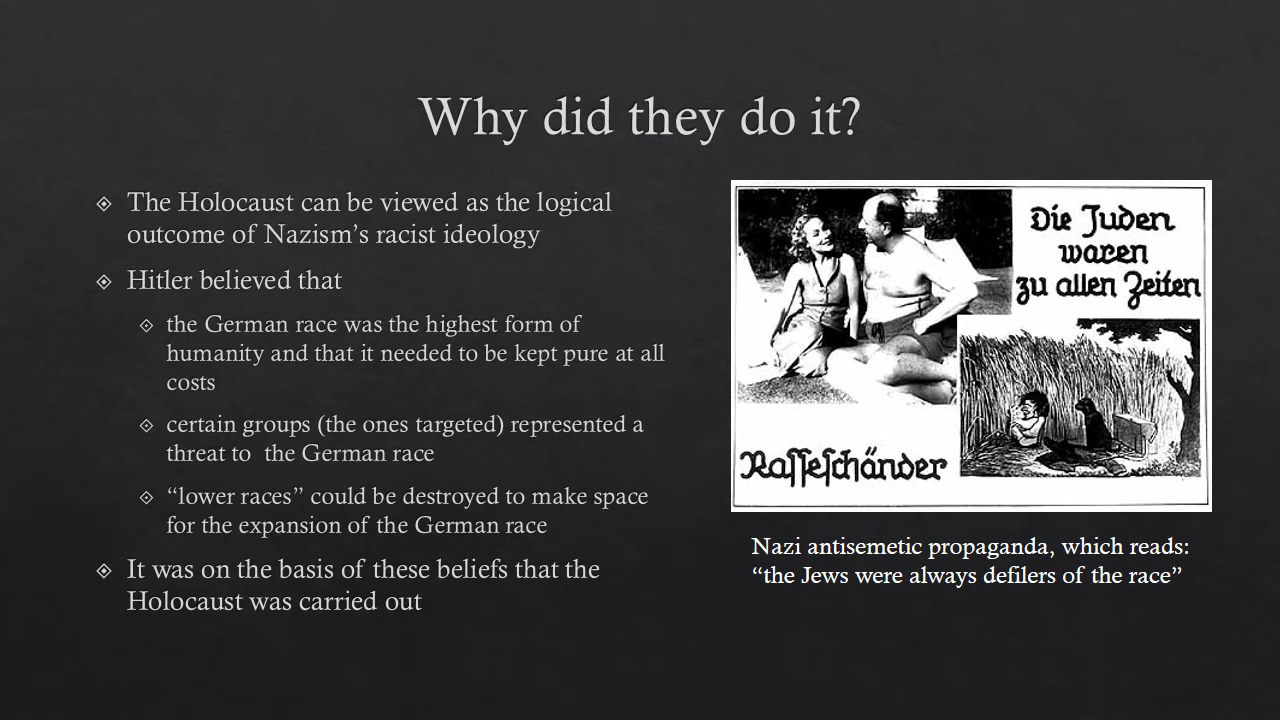 Why did they do it?
The Holocaust can be viewed as the logical
outcome of Nazism’s racist ideology
Hitler believed that
the German race was the highest form of
humanity and that it needed to be kept pure at all
costs
certain groups (the ones targeted) represented a
threat to  the German race
“lower races” could be destroyed to make space
for the expansion of the German race
It was on the basis of these beliefs that the
Holocaust was carried out
Die Juden
waren
zu allen Zeiten
Rasseschänder
Nazi antisemetic propaganda, which reads:
“the Jews were always defilers of the race”